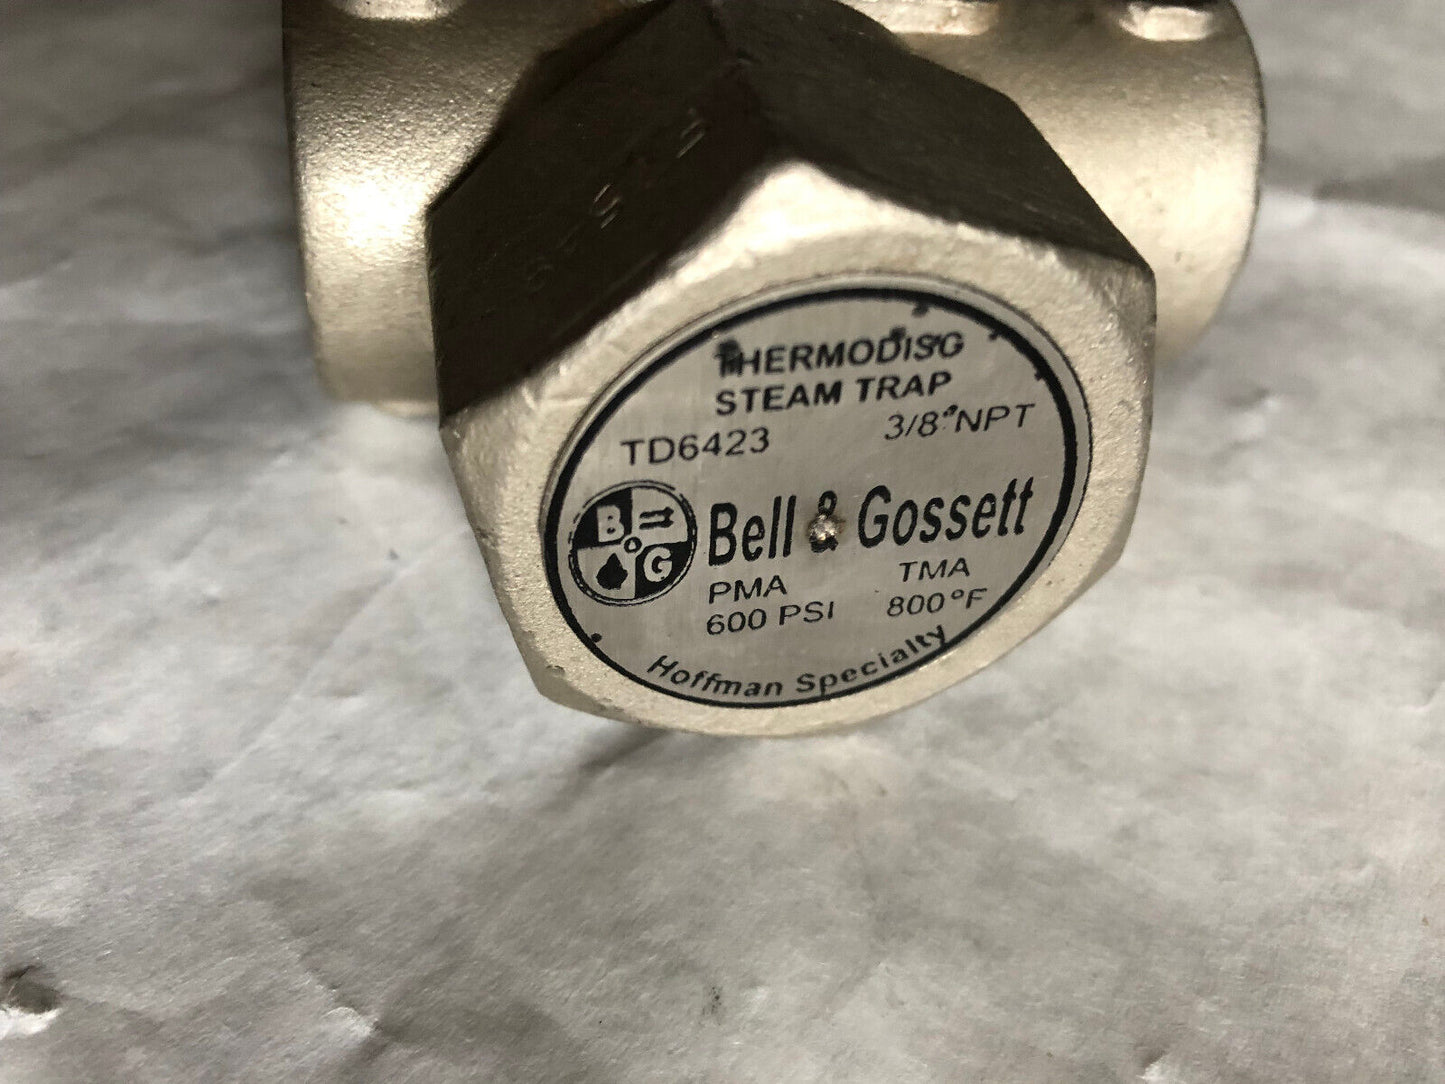 THERMODISC
STEAM TRAP
TD6423 3/8" NPT
B G Bell & Gossett
PMA TMA
600 PSI 800°F
Hoffman Specialty